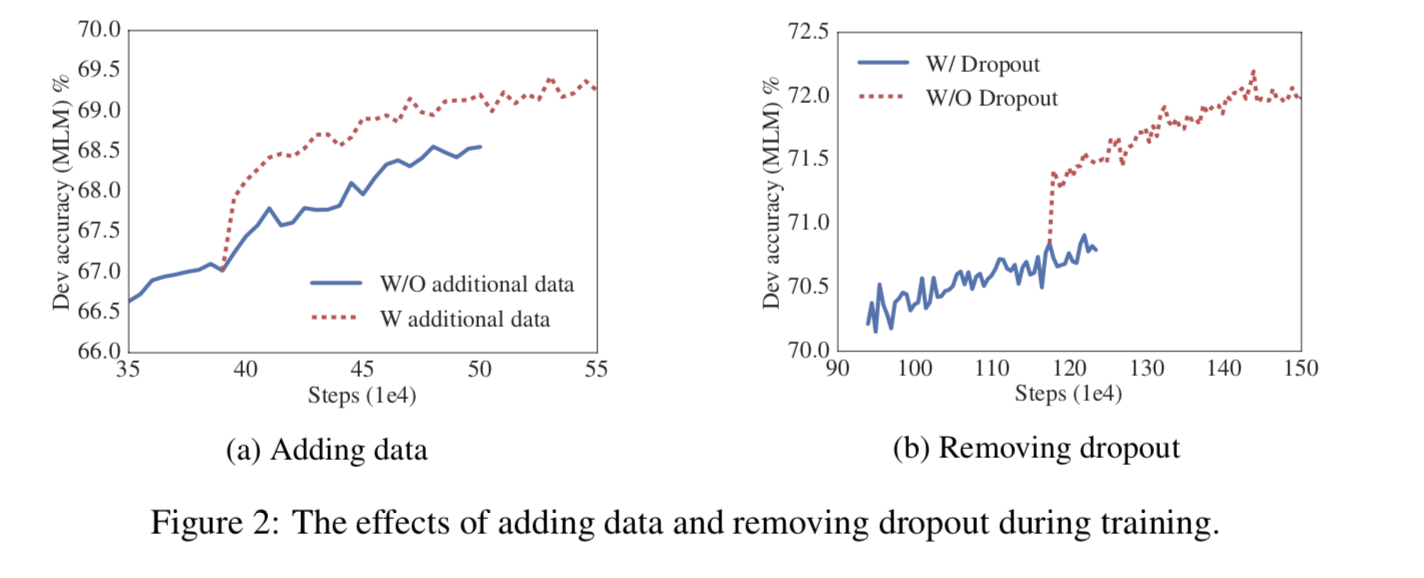 70.0
69.5
69.0
68.5
68.0
67.5
67.0
66.5
66.0
Dev accuracy (MLM) %
W/O additional data
W additional data
35 40 45 50 55
Steps (1e4)
(a) Adding data
72.5
72.0
71.5
71.0
70.5
70.0
Dev accuracy (MLM) %
W/ Dropout
W/O Dropout
90 100 110 120 130 140 150
Steps (1e4)
(b) Removing dropout
Figure 2: The effects of adding data and removing dropout during training.